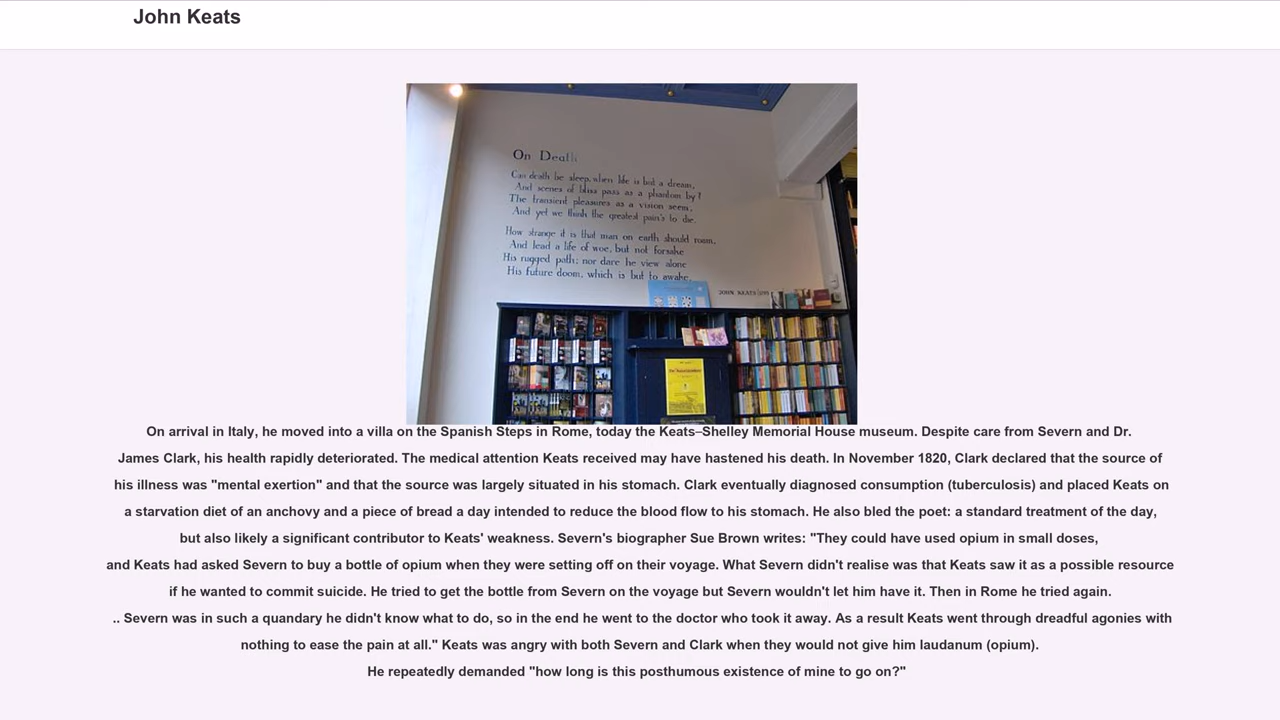 John Keats
On Death
Can death be sleep, when life is but a dream,
And scenes of bliss pass as a phantom by?
The transient pleasures as a vision seem,
And yet we think the greatest pain's to die.
How strange it is that man on earth should roam,
And lead a life of woe, but not forsake
His rugged path; nor dare he view alone
His future doom, which is but to awake.
JOHN KEATS
On arrival in Italy, he moved into a villa on the Spanish Steps in Rome, today the Keats–Shelley Memorial House museum. Despite care from Severn and Dr.
James Clark, his health rapidly deteriorated. The medical attention Keats received may have hastened his death. In November 1820, Clark declared that the source of
his illness was "mental exertion" and that the source was largely situated in his stomach. Clark eventually diagnosed consumption (tuberculosis) and placed Keats on
a starvation diet of an anchovy and a piece of bread a day intended to reduce the blood flow to his stomach. He also bled the poet: a standard treatment of the day,
but also likely a significant contributor to Keats' weakness. Severn's biographer Sue Brown writes: "They could have used opium in small doses,
and Keats had asked Severn to buy a bottle of opium when they were setting off on their voyage. What Severn didn't realise was that Keats saw it as a possible resource
if he wanted to commit suicide. He tried to get the bottle from Severn on the voyage but Severn wouldn't let him have it. Then in Rome he tried again.
.. Severn was in such a quandary he didn't know what to do, so in the end he went to the doctor who took it away. As a result Keats went through dreadful agonies with
nothing to ease the pain at all." Keats was angry with both Severn and Clark when they would not give him laudanum (opium).
He repeatedly demanded "how long is this posthumous existence of mine to go on?"